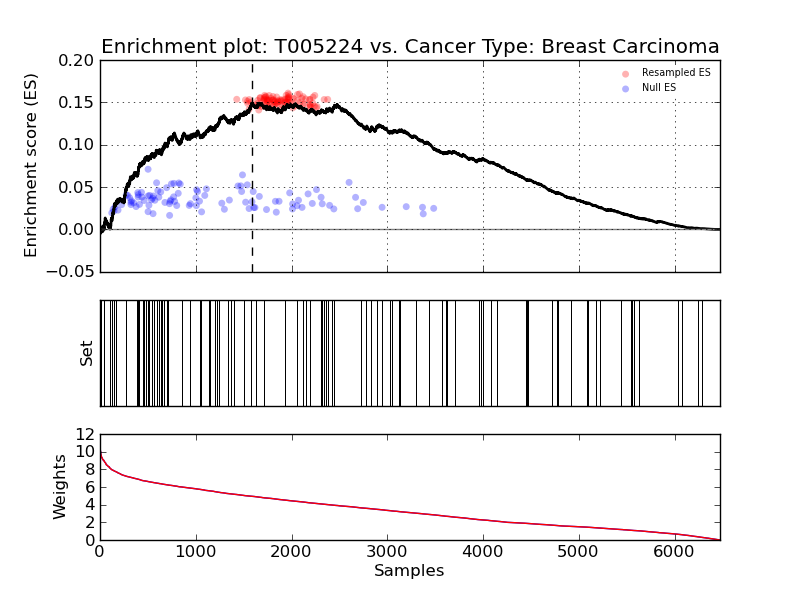 Enrichment plot: T005224 vs. Cancer Type: Breast Carcinoma
0.20
0.15
0.10
0.05
0.00
−0.05
Enrichment score (ES)
Resampled ES
Null ES
Set
12
10
8
6
4
2
0
Weights
0 1000 2000 3000 4000 5000 6000
Samples